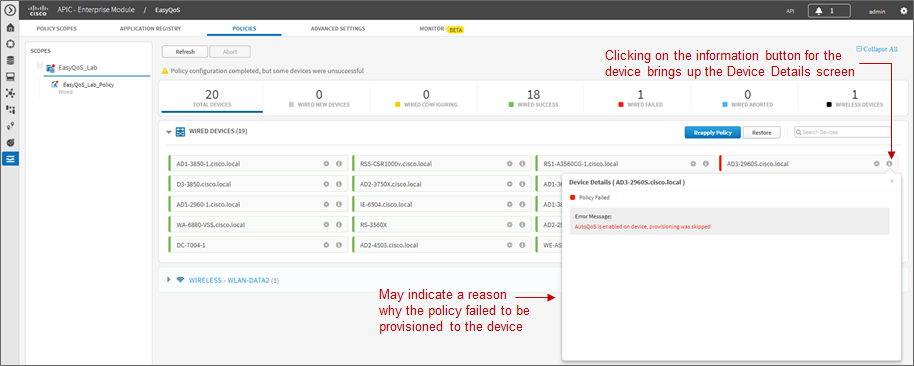 CISCO
APIC - Enterprise Module / EasyQoS
API
1
admin
POLICY SCOPES
APPLICATION REGISTRY
POLICIES
ADVANCED SETTINGS
MONITOR BETA
SCOPES
EasyQoS_Lab
EasyQoS_Lab_Policy
Wired
Refresh
Abort
Collapse All
Clicking on the information button for the
device brings up the Device Details screen
Policy configuration completed, but some devices were unsuccessful
20
TOTAL DEVICES
0
WIRED NEW DEVICES
0
WIRED CONFIGURING
18
WIRED SUCCESS
1
WIRED FAILED
0
WIRED ABORTED
1
WIRELESS DEVICES
WIRED DEVICES (19)
Reapply Policy
Restore
Search Devices
AD1-3850-1.cisco.local
RS5-CSR1000v.cisco.local
RS1-A3560CG-1.cisco.local
AD3-2960S.cisco.local
D3-3850.cisco.local
AD2-3750X.cisco.local
AD1-3
AD1-2960-1.cisco.local
IE-6504.cisco.local
AD1-3
WA-6880-VSS.cisco.local
RS-3560X
AD2-2
DC-7004-1
AD2-4503.cisco.local
WE-AS
Device Details ( AD3-2960S.cisco.local )
Policy Failed
Error Message:
AutoQoS is enabled on device, provisioning was skipped
WIRELESS - WLAN-DATA2 (1)
May indicate a reason
why the policy failed to be
provisioned to the device